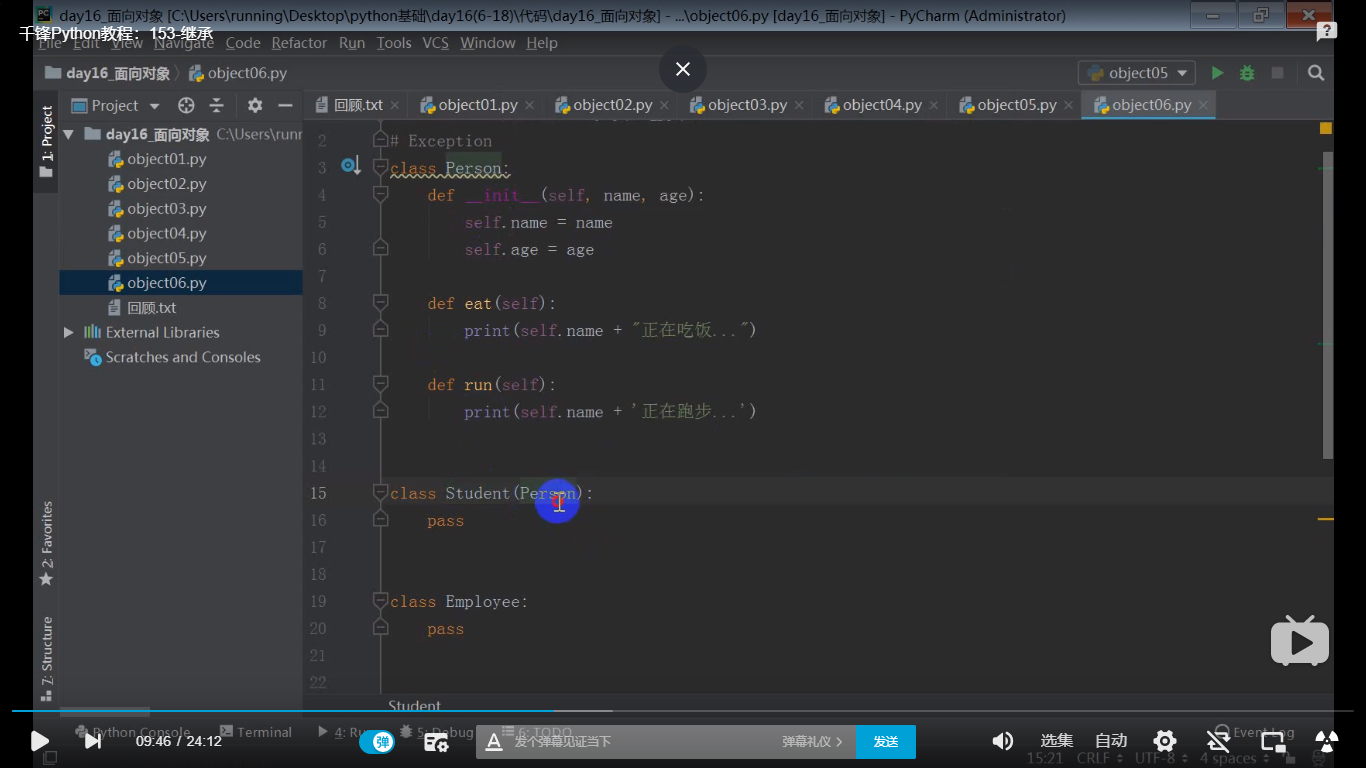 day16_面向对象 [C:\Users\running\Desktop\python基础\day16(6-18)\代码\day16_面向对象] - ...\object06.py [day16_面向对象] - PyCharm (Administrator)
千锋Python教程：153-继承
File Edit View Navigate Code Refactor Run Tools VCS Window Help
day16_面向对象 object06.py object05
Project 回顾.txt object01.py object02.py object03.py object04.py object05.py object06.py
1: Project
day16_面向对象 C:\Users\runr
object01.py
object02.py
object03.py
object04.py
object05.py
object06.py
回顾.txt
External Libraries
Scratches and Consoles
2: Favorites
7: Structure
2 # Exception
3 class Person:
4 def __init__(self, name, age):
5 self.name = name
6 self.age = age
7
8 def eat(self):
9 print(self.name + "正在吃饭...")
10
11 def run(self):
12 print(self.name + '正在跑步...')
13
14
15 class Student(Person):
16 pass
17
18
19 class Employee:
20 pass
21
22
Student
Python Console Terminal 4: Run 5: Debug 6: TODO Event Log
09:46 / 24:12 弹 发个弹幕见证当下 弹幕礼仪 发送 选集 自动
15:21 CRLF UTF-8 4 spaces